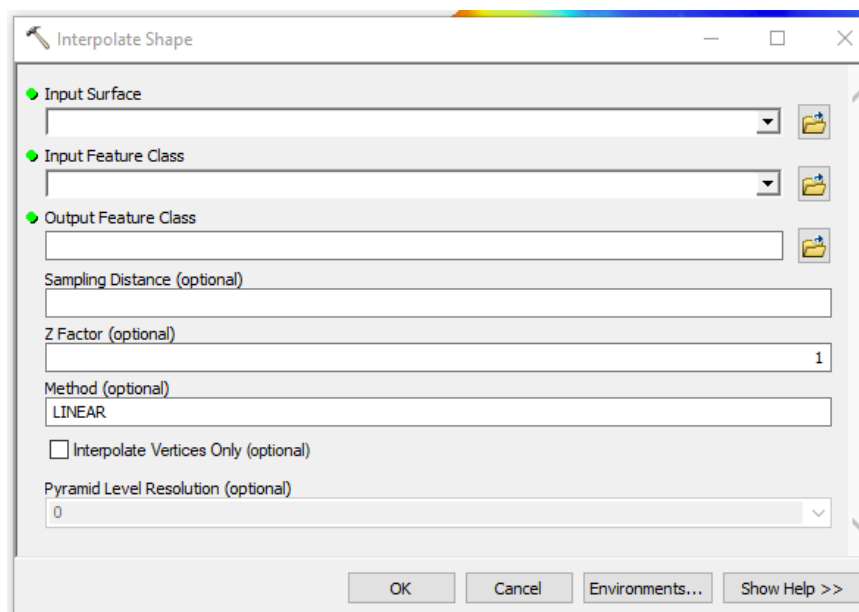 Interpolate Shape
Input Surface
Input Feature Class
Output Feature Class
Sampling Distance (optional)
Z Factor (optional)
1
Method (optional)
LINEAR
Interpolate Vertices Only (optional)
Pyramid Level Resolution (optional)
0
OK Cancel Environments... Show Help >>